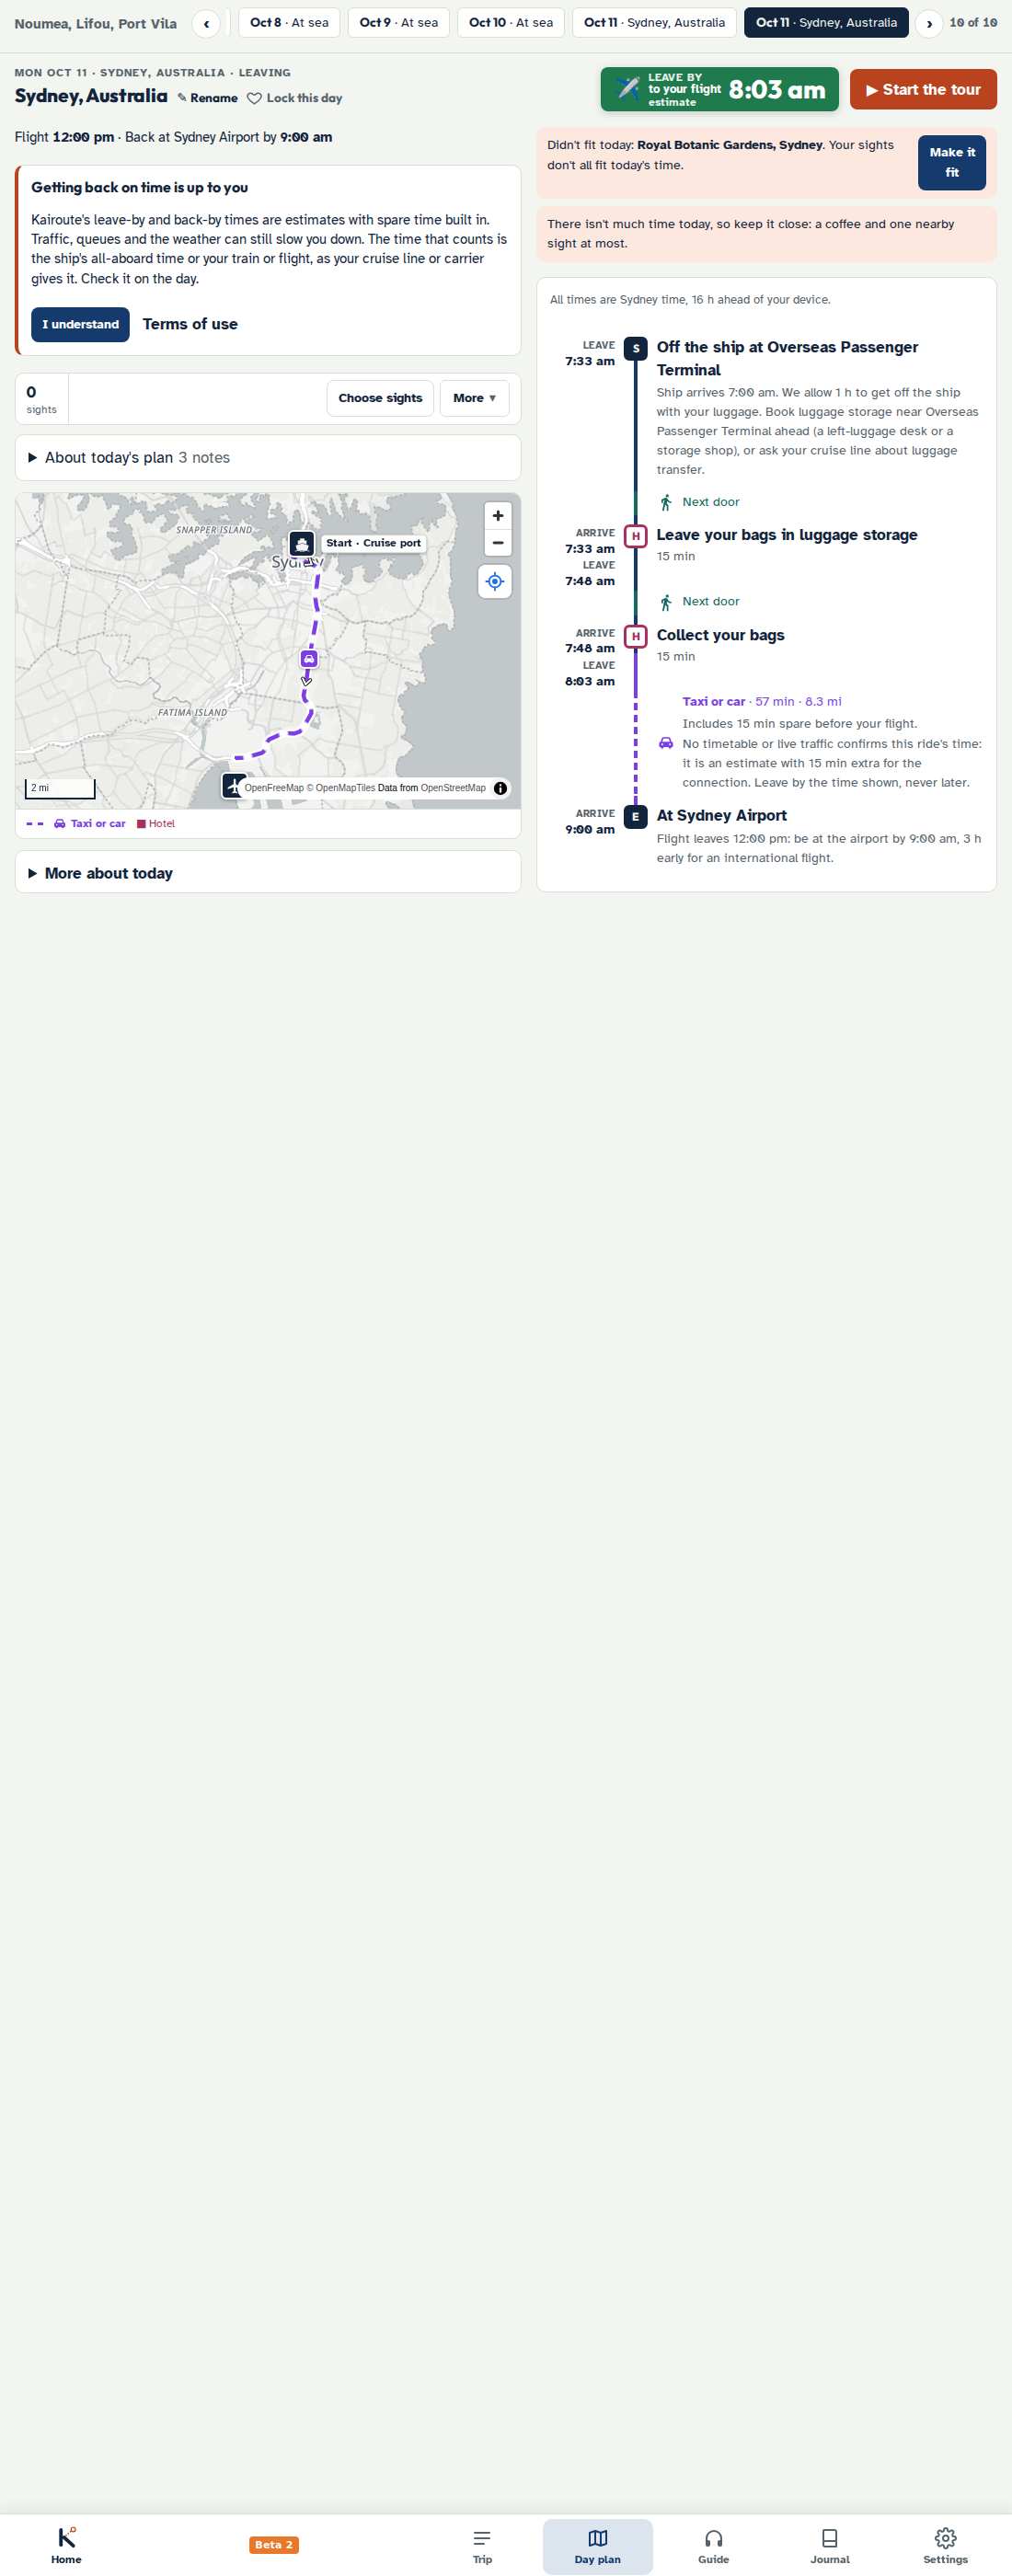 Noumea, Lifou, Port Vila
‹
Oct 8 · At sea
Oct 9 · At sea
Oct 10 · At sea
Oct 11 · Sydney, Australia
Oct 11 · Sydney, Australia
›
10 of 10
MON OCT 11 · SYDNEY, AUSTRALIA · LEAVING
Sydney, Australia
✎ Rename
Lock this day
LEAVE BY
to your flight
estimate
8:03 am
▶ Start the tour
Flight 12:00 pm · Back at Sydney Airport by 9:00 am
Getting back on time is up to you
Kairoute's leave-by and back-by times are estimates with spare time built in.
Traffic, queues and the weather can still slow you down. The time that counts is
the ship's all-aboard time or your train or flight, as your cruise line or carrier
gives it. Check it on the day.
I understand
Terms of use
0
sights
Choose sights
More ▼
▶ About today's plan 3 notes
SNAPPER ISLAND
Start · Cruise port
Sydney
FATIMA ISLAND
+
−
2 mi
OpenFreeMap © OpenMapTiles Data from OpenStreetMap
Taxi or car
Hotel
▶ More about today
Didn't fit today: Royal Botanic Gardens, Sydney. Your sights
don't all fit today's time.
Make it
fit
There isn't much time today, so keep it close: a coffee and one nearby
sight at most.
All times are Sydney time, 16 h ahead of your device.
LEAVE
7:33 am
S
Off the ship at Overseas Passenger
Terminal
Ship arrives 7:00 am. We allow 1 h to get off the ship
with your luggage. Book luggage storage near Overseas
Passenger Terminal ahead (a left-luggage desk or a
storage shop), or ask your cruise line about luggage
transfer.
Next door
ARRIVE
7:33 am
LEAVE
7:48 am
H
Leave your bags in luggage storage
15 min
Next door
ARRIVE
7:48 am
LEAVE
8:03 am
H
Collect your bags
15 min
Taxi or car · 57 min · 8.3 mi
Includes 15 min spare before your flight.
No timetable or live traffic confirms this ride's time:
it is an estimate with 15 min extra for the
connection. Leave by the time shown, never later.
ARRIVE
9:00 am
E
At Sydney Airport
Flight leaves 12:00 pm: be at the airport by 9:00 am, 3 h
early for an international flight.
Home
Beta 2
Trip
Day plan
Guide
Journal
Settings